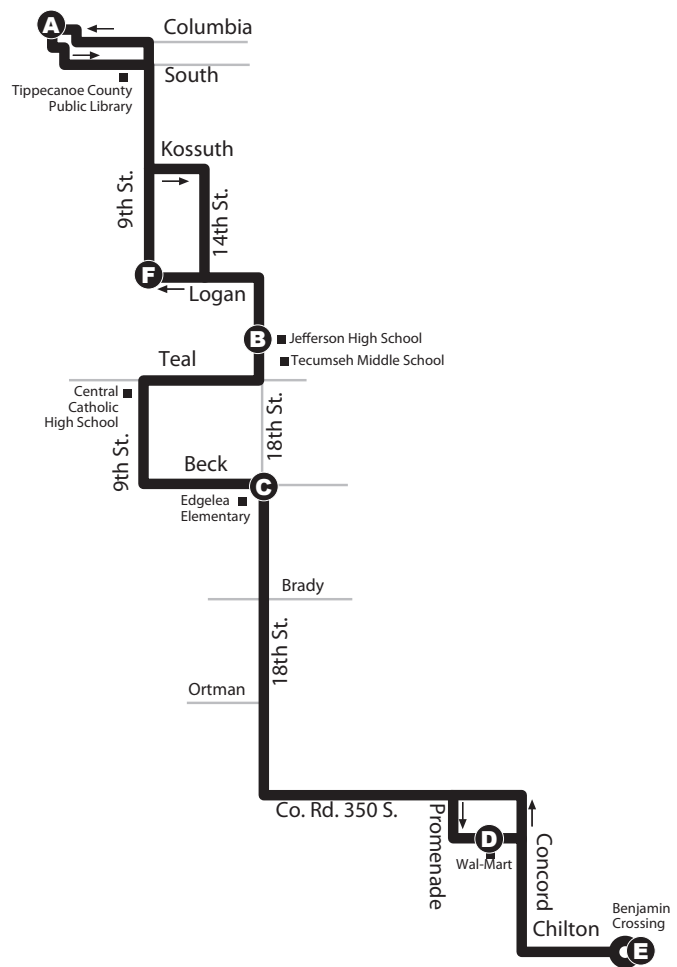 A
Columbia
South
Tippecanoe County
Public Library
Kossuth
9th St.
14th St.
F
Logan
B
Jefferson High School
Tecumseh Middle School
Teal
Central
Catholic
High School
18th St.
9th St.
Beck
C
Edgelea
Elementary
Brady
18th St.
Ortman
Co. Rd. 350 S.
Promenade
D
Wal-Mart
Concord
Benjamin
Crossing
Chilton
E